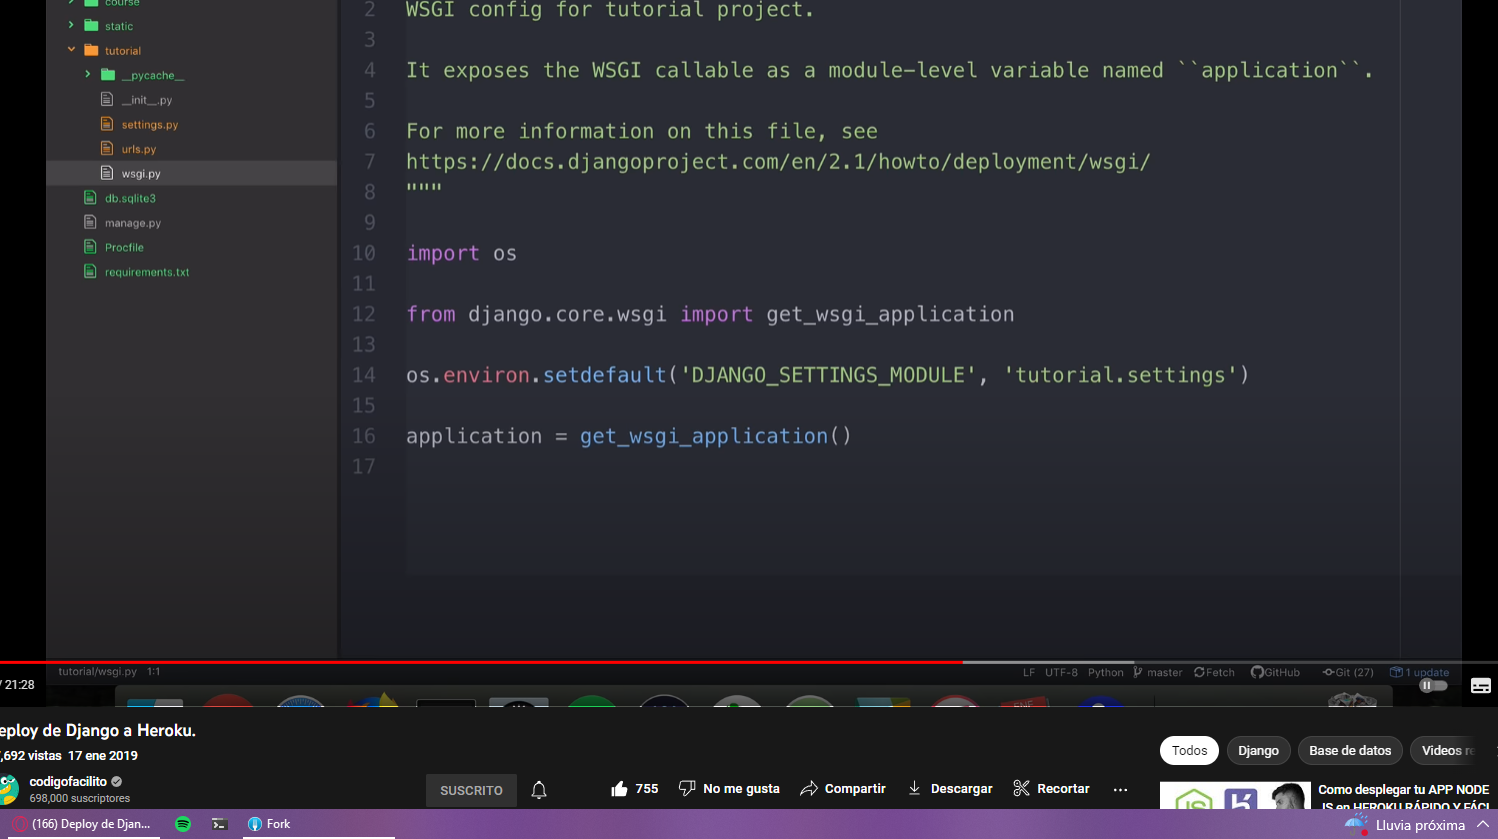 course
static
tutorial
__pycache__
__init__.py
settings.py
urls.py
wsgi.py
db.sqlite3
manage.py
Procfile
requirements.txt
2 WSGI config for tutorial project.
3
4 It exposes the WSGI callable as a module-level variable named ``application``.
5
6 For more information on this file, see
7 https://docs.djangoproject.com/en/2.1/howto/deployment/wsgi/
8 """
9
10 import os
11
12 from django.core.wsgi import get_wsgi_application
13
14 os.environ.setdefault('DJANGO_SETTINGS_MODULE', 'tutorial.settings')
15
16 application = get_wsgi_application()
17
tutorial/wsgi.py 1:1
LF UTF-8 Python master Fetch GitHub Git (27) 1 update
/ 21:28
eploy de Django a Heroku.
,692 vistas 17 ene 2019
Todos Django Base de datos Videos re
codigofacilito
698,000 suscriptores
SUSCRITO
755 No me gusta Compartir Descargar Recortar ...
Como desplegar tu APP NODE
JS en HEROKU RÁPIDO Y FÁCI
(166) Deploy de Djan... Fork
Lluvia próxima